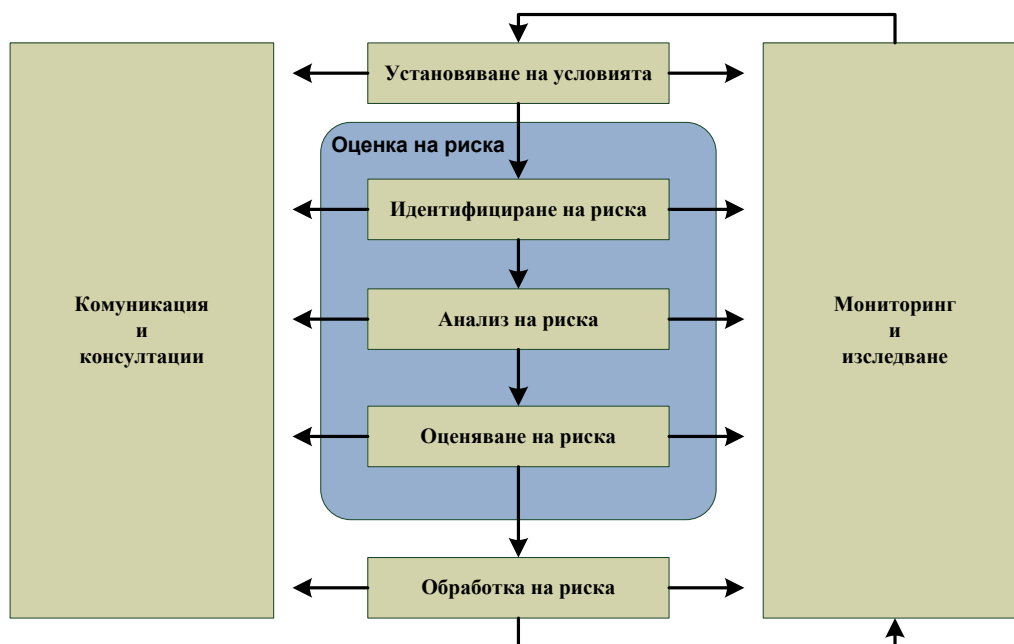 Установяване на условията
Оценка на риска
Идентифициране на риска
Анализ на риска
Оценяване на риска
Обработка на риска
Комуникация
и
консултации
Мониторинг
и
изследване